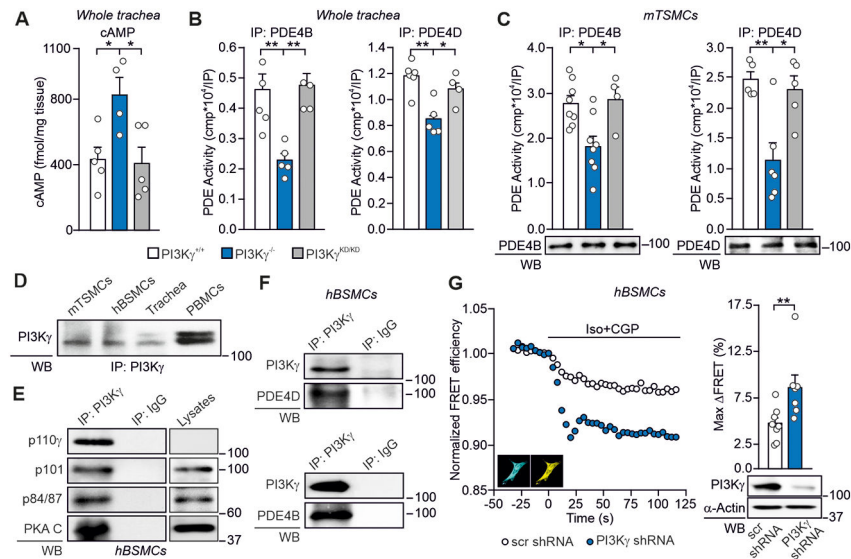 A
Whole trachea
cAMP
* *
cAMP (fmol/mg tissue)
1200
800
400
0
B
Whole trachea
IP: PDE4B
** **
PDE Activity (cmp*10⁴/IP)
0.6
0.5
0.4
0.3
0.2
0.1
0.0
IP: PDE4D
** *
PDE Activity (cmp*10⁴/IP)
1.5
1.2
0.9
0.6
0.3
0.0
C
mTSMCs
IP: PDE4B
* *
PDE Activity (cmp*10⁴/IP)
4.0
3.0
2.0
1.0
0.0
PDE4B
WB
100
IP: PDE4D
** *
PDE Activity (cmp*10⁴/IP)
3.0
2.5
2.0
1.5
1.0
0.5
0.0
PDE4D
WB
100
PI3Kγ+/+
PI3Kγ-/-
PI3KγKD/KD
D
mTSMCs
hBSMCs
Trachea
PBMCs
PI3Kγ
WB
IP: PI3Kγ
100
E
IP: PI3Kγ
IP: IgG
Lysates
p110γ
100
p101
100
p84/87
60
PKA C
37
WB
hBSMCs
F
hBSMCs
IP: PI3Kγ
IP: IgG
PI3Kγ
100
PDE4D
100
WB
IP: PI3Kγ
IP: IgG
PI3Kγ
100
PDE4B
100
WB
G
hBSMCs
Normalized FRET efficiency
1.05
1.00
0.95
0.90
0.85
Iso+CGP
-50 -25 0 25 50 75 100 125
Time (s)
scr shRNA
PI3Kγ shRNA
Max ΔFRET (%)
17.5
12.5
7.5
2.5
**
PI3Kγ
100
α-Actin
37
WB
scr shRNA
PI3Kγ shRNA